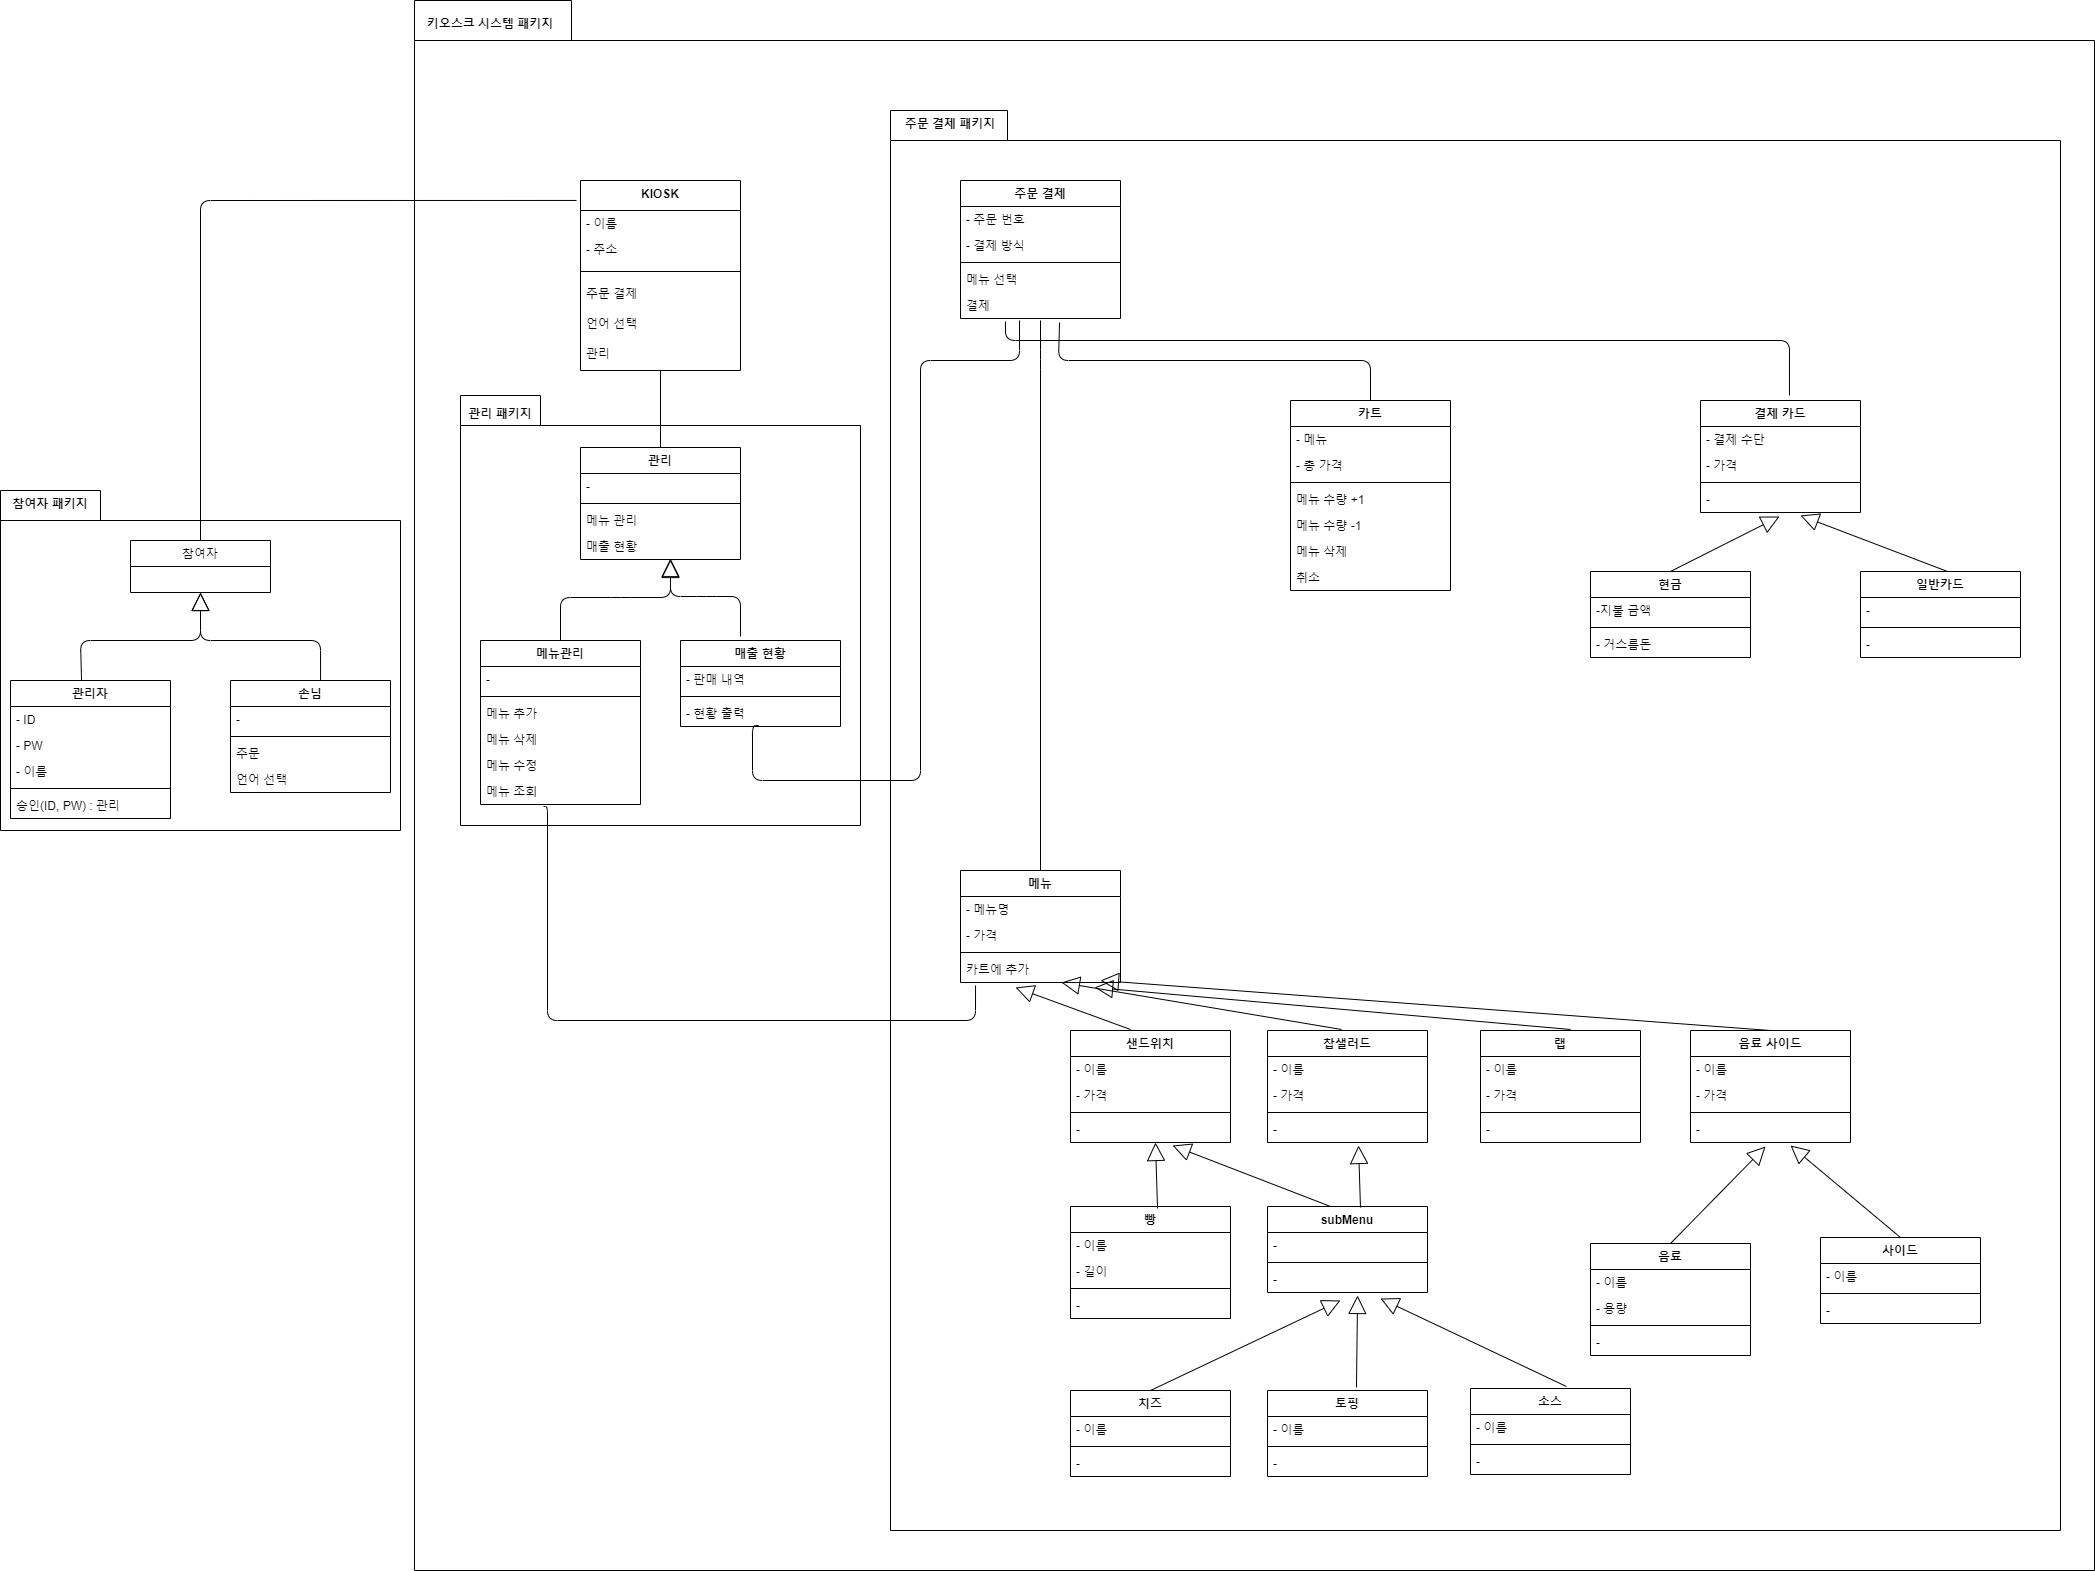 키오스크 시스템 패키지
주문 결제 패키지
KIOSK
- 이름
- 주소
주문 결제
언어 선택
관리
주문 결제
- 주문 번호
- 결제 방식
메뉴 선택
결제
관리 패키지
관리
-
메뉴 관리
매출 현황
카트
- 메뉴
- 총 가격
메뉴 수량 +1
메뉴 수량 -1
메뉴 삭제
취소
결제 카드
- 결제 수단
- 가격
-
참여자 패키지
참여자
현금
-지불 금액
- 거스름돈
일반카드
-
-
메뉴관리
-
메뉴 추가
메뉴 삭제
메뉴 수정
메뉴 조회
매출 현황
- 판매 내역
- 현황 출력
관리자
- ID
- PW
- 이름
승인(ID, PW) : 관리
손님
-
주문
언어 선택
메뉴
- 메뉴명
- 가격
카트에 추가
샌드위치
- 이름
- 가격
-
찹샐러드
- 이름
- 가격
-
랩
- 이름
- 가격
-
음료 사이드
- 이름
- 가격
-
빵
- 이름
- 길이
-
subMenu
-
-
음료
- 이름
- 용량
-
사이드
- 이름
-
치즈
- 이름
-
토핑
- 이름
-
소스
- 이름
-